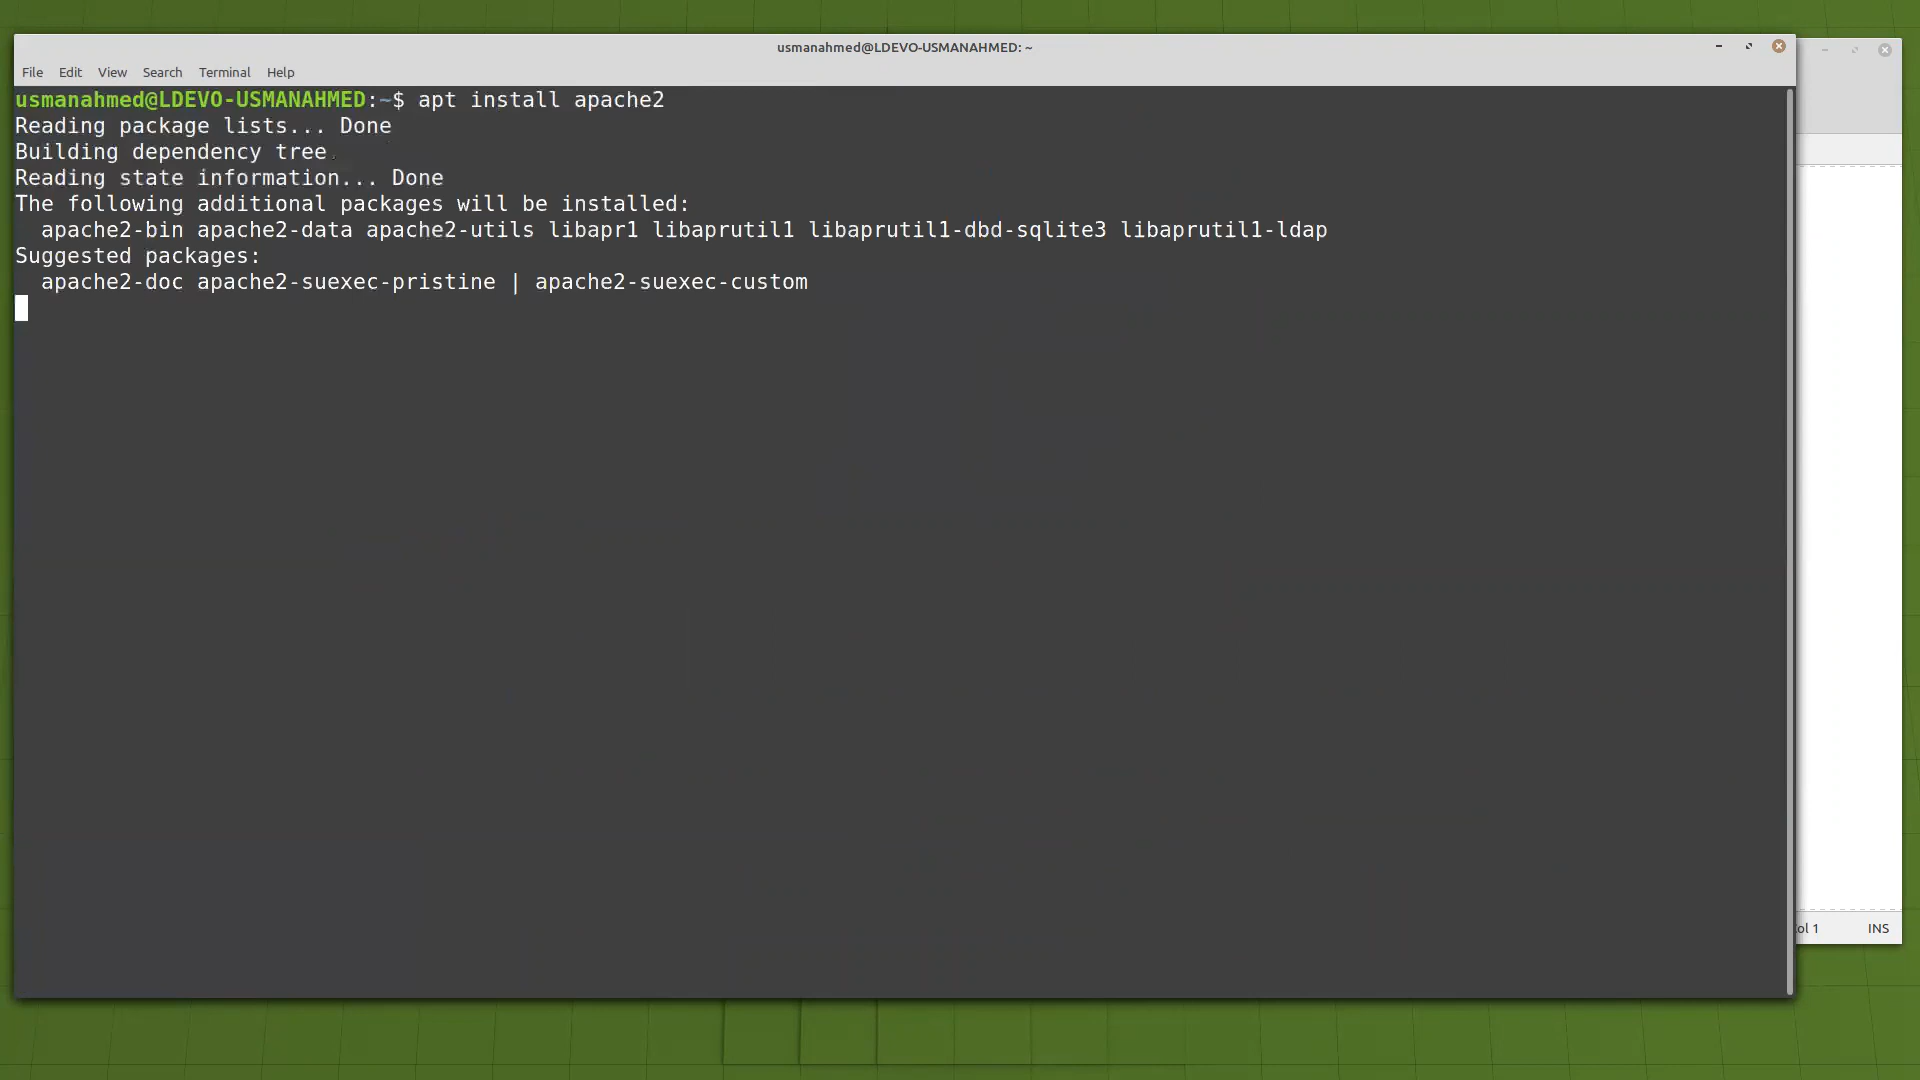 usmanahmed@LDEVO-USMANAHMED: ~
File Edit View Search Terminal Help
usmanahmed@LDEVO-USMANAHMED:~$ apt install apache2
Reading package lists... Done
Building dependency tree
Reading state information... Done
The following additional packages will be installed:
  apache2-bin apache2-data apache2-utils libapr1 libaprutil1 libaprutil1-dbd-sqlite3 libaprutil1-ldap
Suggested packages:
  apache2-doc apache2-suexec-pristine | apache2-suexec-custom
1 INS